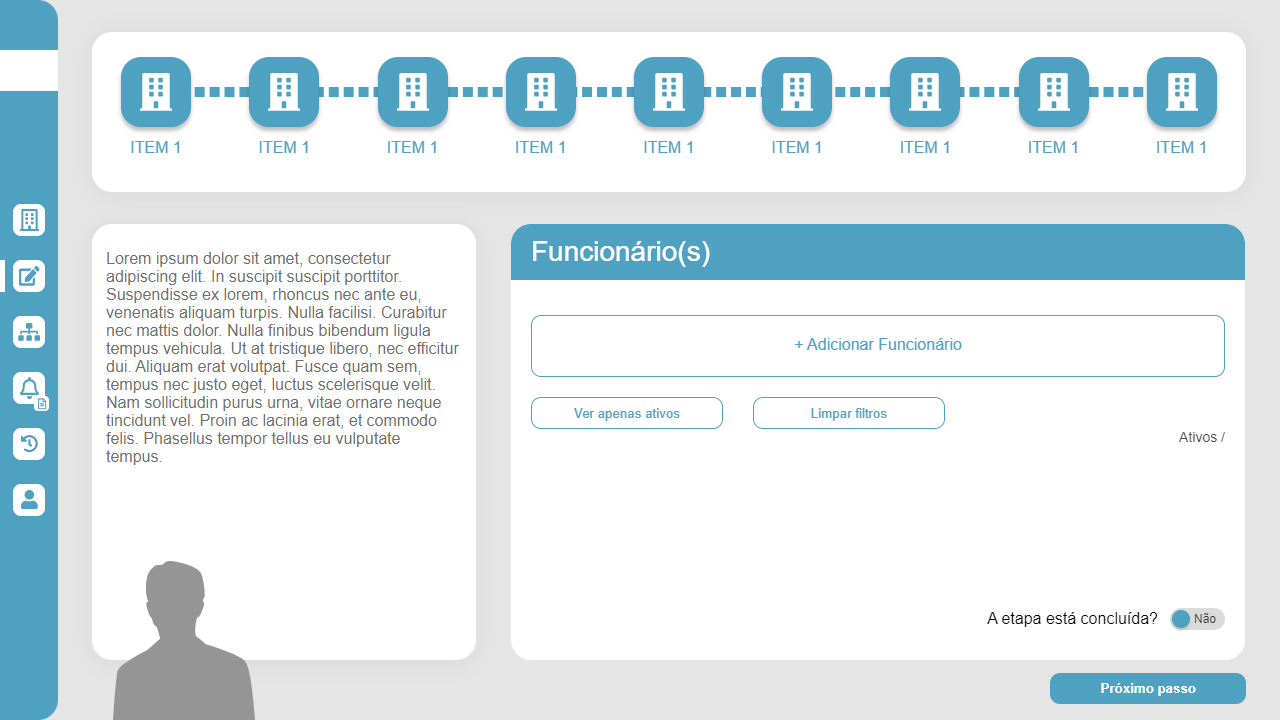 ITEM 1 ITEM 1 ITEM 1 ITEM 1 ITEM 1 ITEM 1 ITEM 1 ITEM 1 ITEM 1
Lorem ipsum dolor sit amet, consectetur
adipiscing elit. In suscipit suscipit porttitor.
Suspendisse ex lorem, rhoncus nec ante eu,
venenatis aliquam turpis. Nulla facilisi. Curabitur
nec mattis dolor. Nulla finibus bibendum ligula
tempus vehicula. Ut at tristique libero, nec efficitur
dui. Aliquam erat volutpat. Fusce quam sem,
tempus nec justo eget, luctus scelerisque velit.
Nam sollicitudin purus urna, vitae ornare neque
tincidunt vel. Proin ac lacinia erat, et commodo
felis. Phasellus tempor tellus eu vulputate
tempus.
Funcionário(s)
+ Adicionar Funcionário
Ver apenas ativos Limpar filtros
Ativos /
A etapa está concluída? Não
Próximo passo